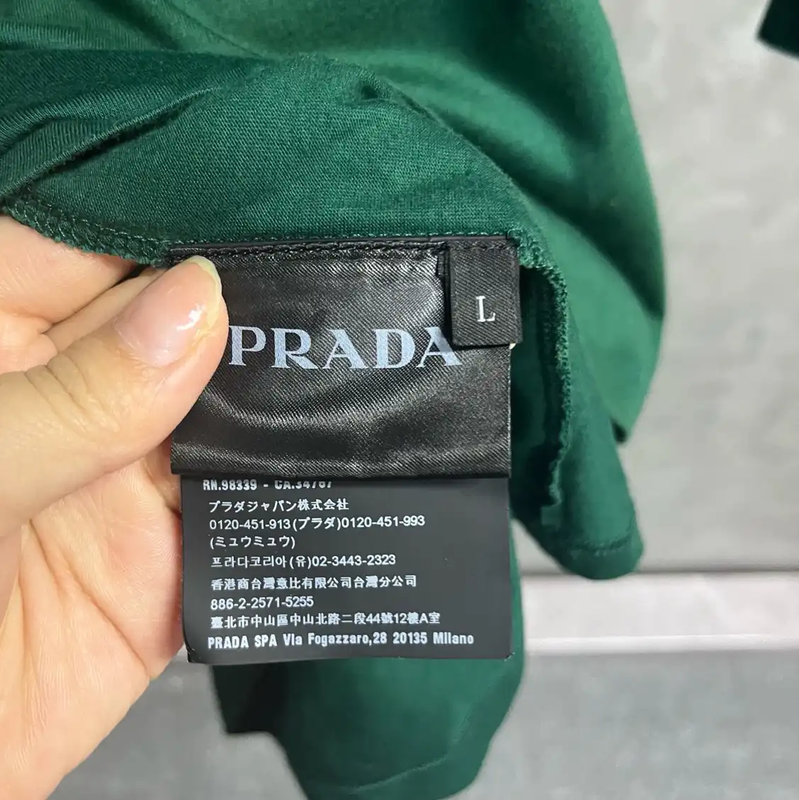 PRADA
L
RN.98339 - CA.34767
プラダジャパン株式会社
0120-451-913(プラダ)0120-451-993
(ミュウミュウ)
프라다코리아(유)02-3443-2323
香港商台灣意比有限公司台灣分公司
886-2-2571-5255
臺北市中山區中山北路二段44號12樓A室
PRADA SPA Via Fogazzaro,28 20135 Milano